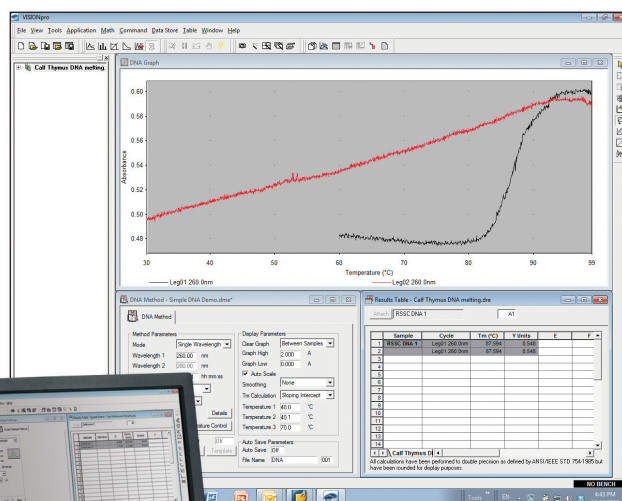 VISIONpro
File View Tools Application Math Command Data Store Table Window Help
Calf Thymus DNA melting.
DNA Graph
0.60
0.58
0.56
0.54
0.52
0.50
0.48
Absorbance
30 40 50 60 70 80 90 99
Temperature (°C)
Leg01 260.0nm Leg02 260.0nm
DNA Method - Simple DNA Demo.dme*
DNA Method
Method Parameters
Mode Single Wavelength
Wavelength 1 260.00 nm
Wavelength 2 280.00 nm
hh:mm:ss
Details
ature Control
Off
Template
Display Parameters
Clear Graph Between Samples
Graph High 2.000 A
Graph Low 0.000 A
Auto Scale
Smoothing None
Tm Calculation Sloping Intercept
Temperature 1 40.0 °C
Temperature 2 40.1 °C
Temperature 3 70.0 °C
Auto Save Parameters
Auto Save Off
File Name DNA 001
Results Table - Calf Thymus DNA melting.dre
Attach RSSC DNA 1 A1
Sample Cycle Tm (°C) Y Units E F
1 RSSC DNA 1 Leg01 260.0nm 87.594 0.548
2 Leg02 260.0nm 87.594 0.548
3
4
5
6
7
8
9
10
11
12
13
14
Calf Thymus D
All calculations have been performed to double precision as defined by ANSI/IEEE STD 754-1985 but
have been rounded for display purposes.
NO BENCH
Tools EN 4:43 PM